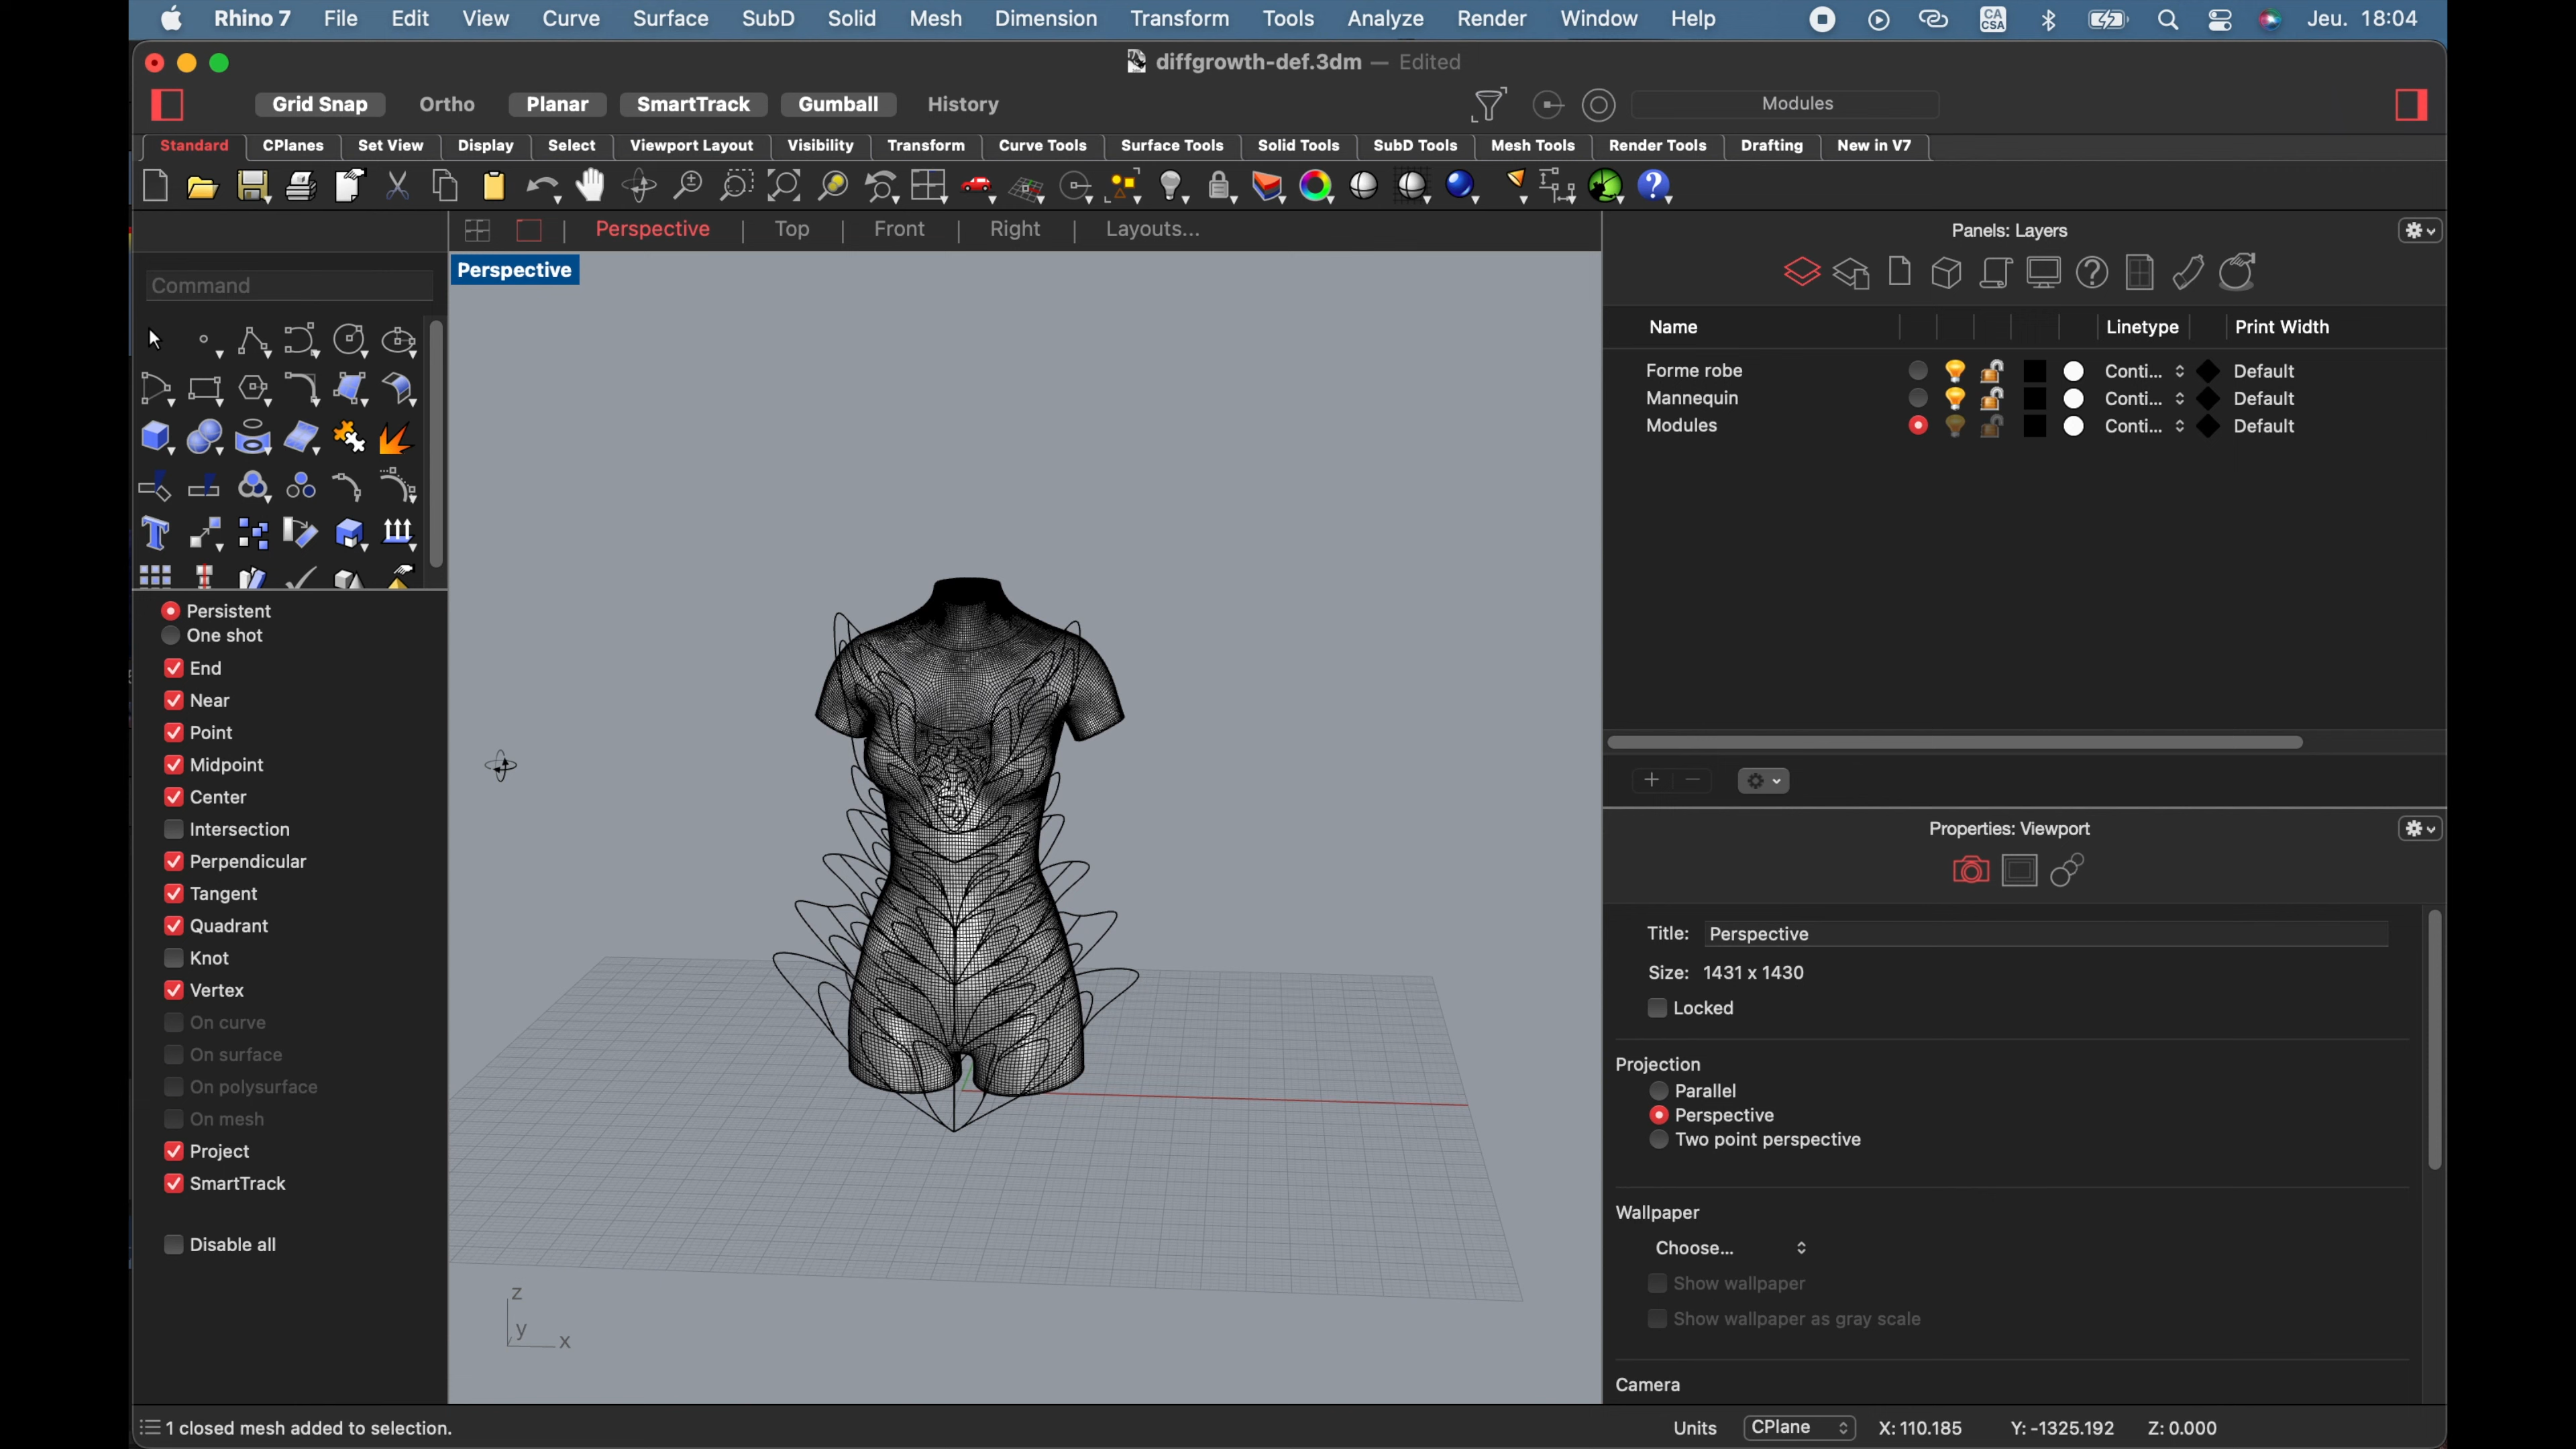 Rhino 7 File Edit View Curve Surface SubD Solid Mesh Dimension Transform Tools Analyze Render Window Help CA CSA Jeu. 18:04
diffgrowth-def.3dm — Edited
Grid Snap Ortho Planar SmartTrack Gumball History Modules
Standard CPlanes Set View Display Select Viewport Layout Visibility Transform Curve Tools Surface Tools Solid Tools SubD Tools Mesh Tools Render Tools Drafting New in V7
Perspective Top Front Right Layouts...
Command
Persistent
One shot
End
Near
Point
Midpoint
Center
Intersection
Perpendicular
Tangent
Quadrant
Knot
Vertex
On curve
On surface
On polysurface
On mesh
Project
SmartTrack
Disable all
Perspective
z
y
x
Panels: Layers
Name Linetype Print Width
Forme robe Conti... Default
Mannequin Conti... Default
Modules Conti... Default
Properties: Viewport
Title: Perspective
Size: 1431 x 1430
Locked
Projection
Parallel
Perspective
Two point perspective
Wallpaper
Choose...
Show wallpaper
Show wallpaper as gray scale
Camera
1 closed mesh added to selection. Units CPlane X: 110.185 Y: -1325.192 Z: 0.000